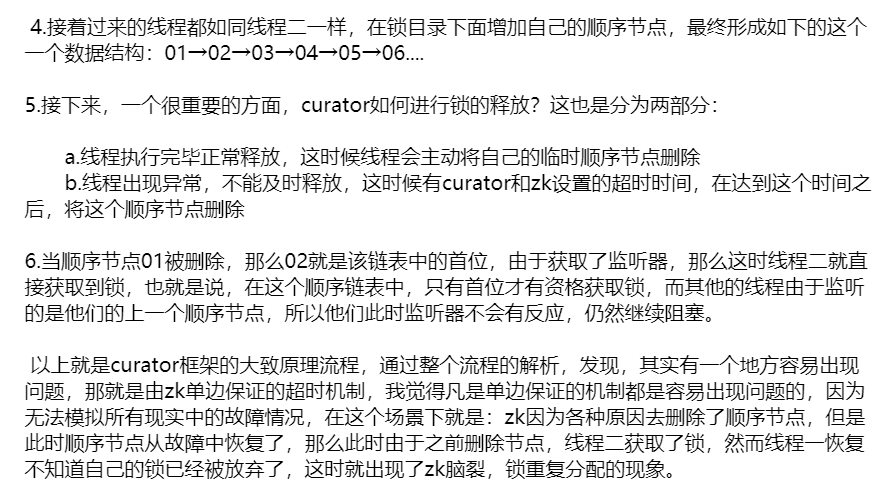 4.接着过来的线程都如同线程二一样，在锁目录下面增加自己的顺序节点，最终形成如下的这个
一个数据结构：01→02→03→04→05→06....
5.接下来，一个很重要的方面，curator如何进行锁的释放？这也是分为两部分：
a.线程执行完毕正常释放，这时候线程会主动将自己的临时顺序节点删除
b.线程出现异常，不能及时释放，这时候有curator和zk设置的超时时间，在达到这个时间之
后，将这个顺序节点删除
6.当顺序节点01被删除，那么02就是该链表中的首位，由于获取了监听器，那么这时线程二就直
接获取到锁，也就是说，在这个顺序链表中，只有首位才有资格获取锁，而其他的线程由于监听
的是他们的上一个顺序节点，所以他们此时监听器不会有反应，仍然继续阻塞。
以上就是curator框架的大致原理流程，通过整个流程的解析，发现，其实有一个地方容易出现
问题，那就是由zk单边保证的超时机制，我觉得凡是单边保证的机制都是容易出现问题的，因为
无法模拟所有现实中的故障情况，在这个场景下就是：zk因为各种原因去删除了顺序节点，但是
此时顺序节点从故障中恢复了，那么此时由于之前删除节点，线程二获取了锁，然而线程一恢复
不知道自己的锁已经被放弃了，这时就出现了zk脑裂，锁重复分配的现象。